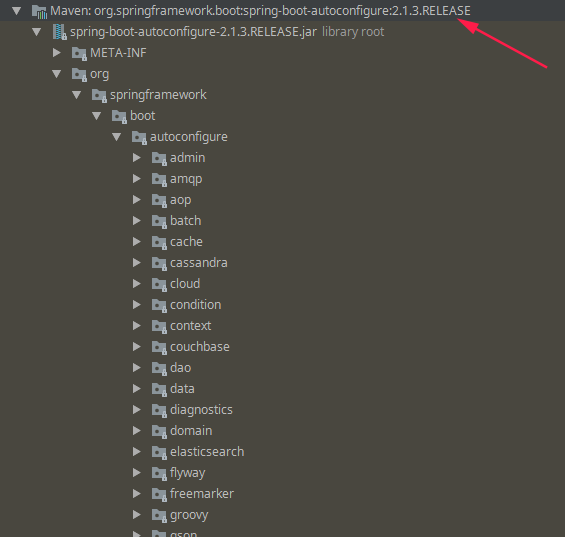 Maven: org.springframework.boot:spring-boot-autoconfigure:2.1.3.RELEASE
spring-boot-autoconfigure-2.1.3.RELEASE.jar library root
META-INF
org
springframework
boot
autoconfigure
admin
amqp
aop
batch
cache
cassandra
cloud
condition
context
couchbase
dao
data
diagnostics
domain
elasticsearch
flyway
freemarker
groovy
gson